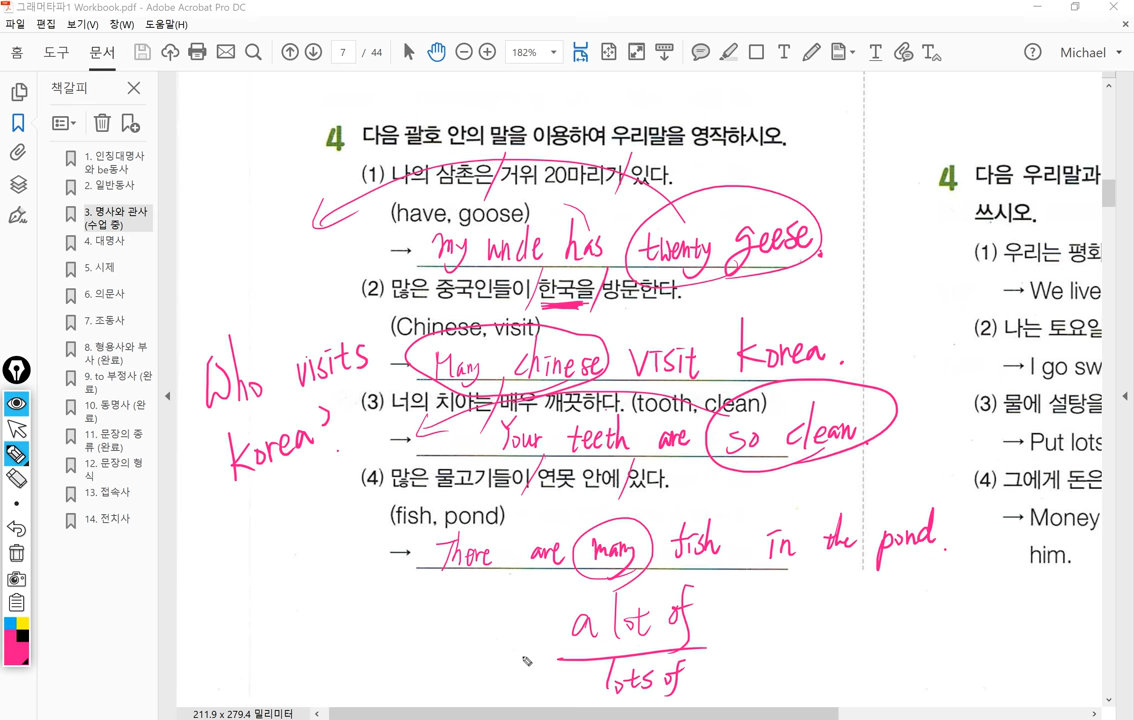 그래머타파1 Workbook.pdf - Adobe Acrobat Pro DC
파일 편집 보기(V) 창(W) 도움말(H)
홈 도구 문서 7 / 44 182% Michael
책갈피
1. 인칭대명사
와 be동사
2. 일반동사
3. 명사와 관사
(수업 중)
4. 대명사
5. 시제
6. 의문사
7. 조동사
8. 형용사와 부
사 (완료)
9. to 부정사 (완
료)
10. 동명사 (완
료)
11. 문장의 종
류 (완료)
12. 문장의 형
식
13. 접속사
14. 전치사
4 다음 괄호 안의 말을 이용하여 우리말을 영작하시오.
(1) 나의 삼촌은 거위 20마리가 있다.
(have, goose)
→ my uncle has twenty geese.
(2) 많은 중국인들이 한국을 방문한다.
(Chinese, visit)
→ Many chinese visit korea.
Who visits
korea?
(3) 너의 치아는 매우 깨끗하다. (tooth, clean)
→ Your teeth are so clean.
(4) 많은 물고기들이 연못 안에 있다.
(fish, pond)
→ There are many fish in the pond.
a lot of
lots of
4 다음 우리말과
쓰시오.
(1) 우리는 평화
→ We live
(2) 나는 토요일
→ I go sw
(3) 물에 설탕을
→ Put lots
(4) 그에게 돈은
→ Money
him.
211.9 x 279.4 밀리미터